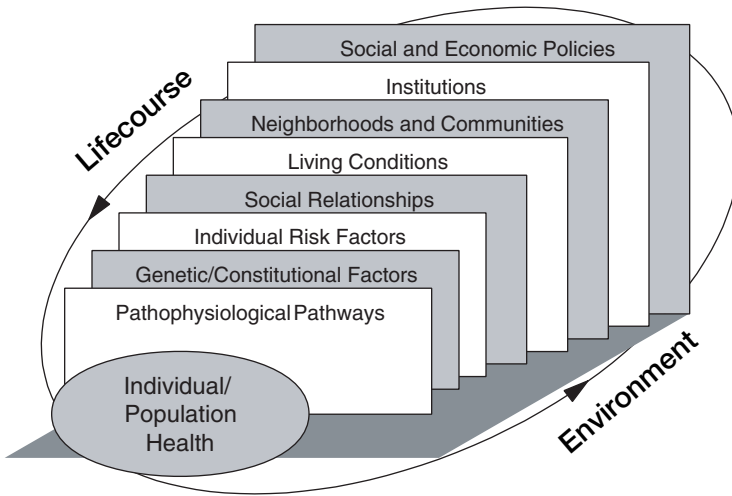 Social and Economic Policies
Institutions
Neighborhoods and Communities
Living Conditions
Social Relationships
Individual Risk Factors
Genetic/Constitutional Factors
Pathophysiological Pathways
Individual/
Population
Health
Lifecourse
Environment